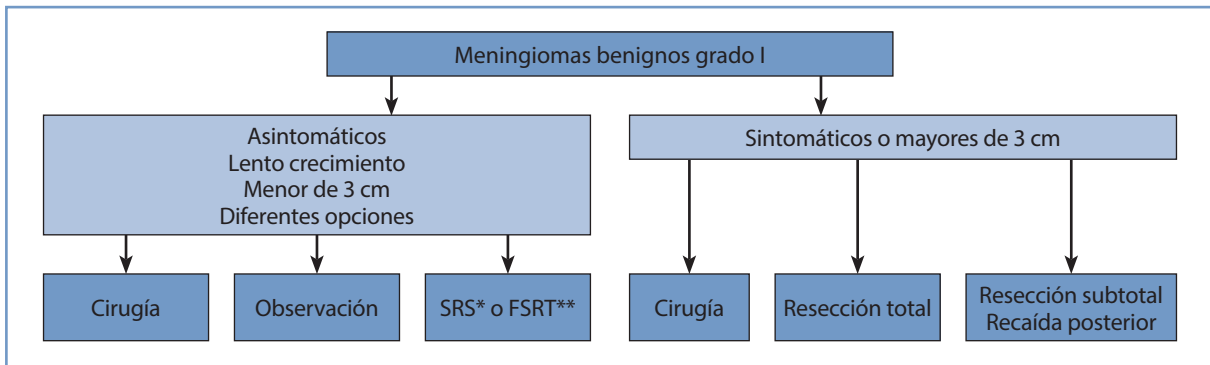 Meningiomas benignos grado I
Asintomáticos
Lento crecimiento
Menor de 3 cm
Diferentes opciones
Sintomáticos o mayores de 3 cm
Cirugía
Observación
SRS* o FSRT**
Cirugía
Resección total
Resección subtotal
Recaída posterior